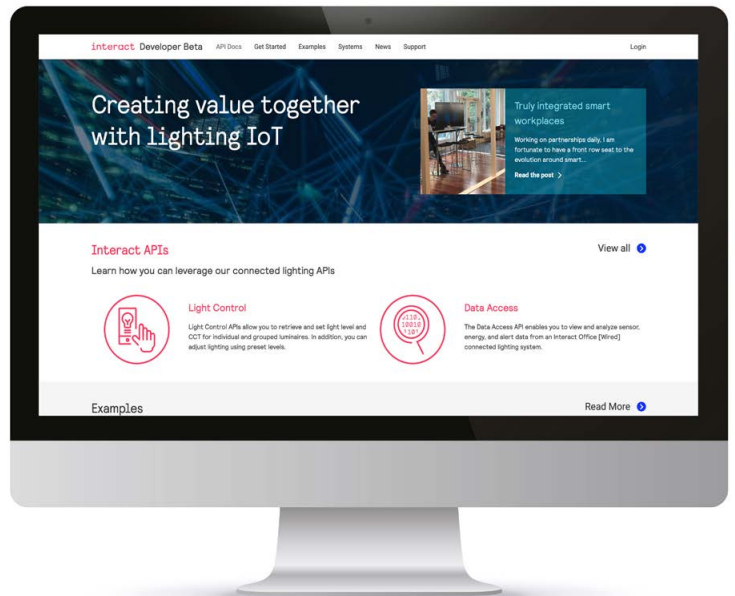 interact Developer Beta API Docs Get Started Examples Systems News Support Login
Creating value together
with lighting IoT
Truly integrated smart
workplaces
Working on partnerships daily, I am
fortunate to have a front row seat to the
evolution around smart...
Read the post >
Interact APIs
View all
Learn how you can leverage our connected lighting APIs
Light Control
Light Control APIs allow you to retrieve and set light level and
CCT for individual and grouped luminaires. In addition, you can
adjust lighting using preset levels.
Data Access
The Data Access API enables you to view and analyze sensor,
energy, and alert data from an Interact Office [Wired]
connected lighting system.
Examples
Read More